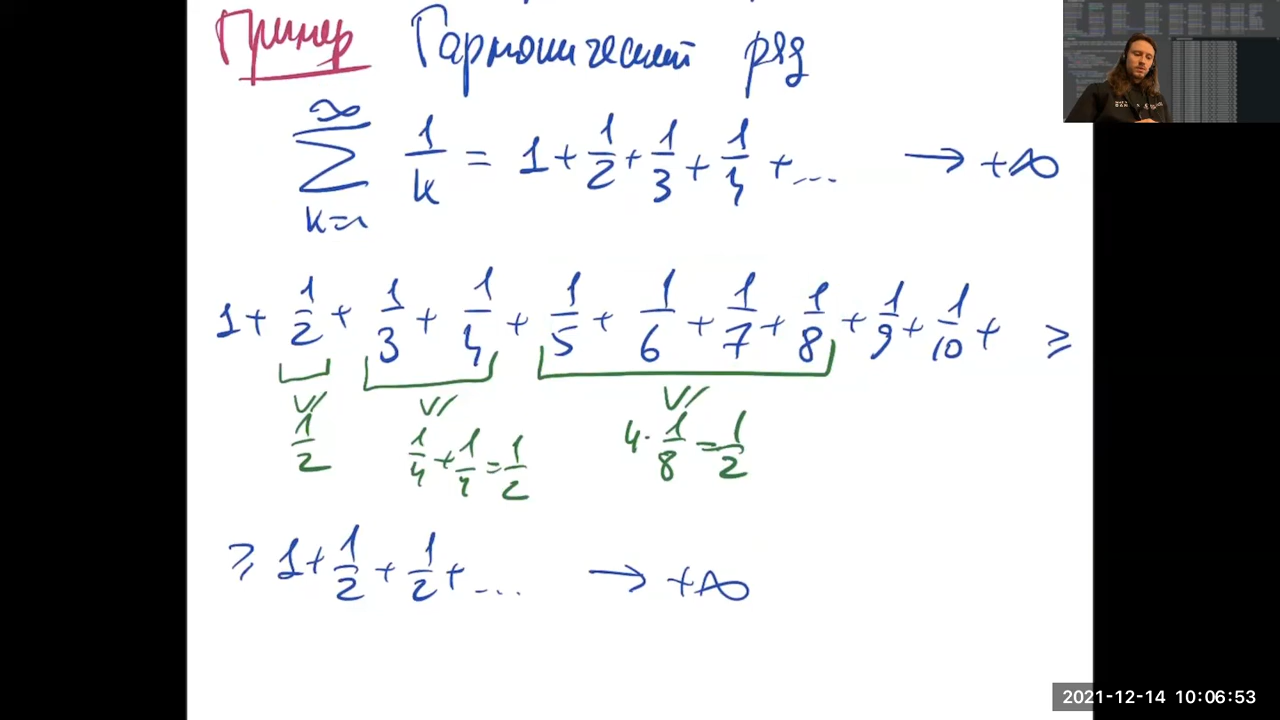 Пример Гармонический ряд
∞
∑ 1/k = 1 + 1/2 + 1/3 + 1/4 + ... → +∞
k=1
1 + 1/2 + 1/3 + 1/4 + 1/5 + 1/6 + 1/7 + 1/8 + 1/9 + 1/10 + ≥
V/ V/ V/
1/2 1/4 + 1/4 = 1/2 4 · 1/8 = 1/2
≥ 1 + 1/2 + 1/2 + ... → +∞
2021-12-14 10:06:53